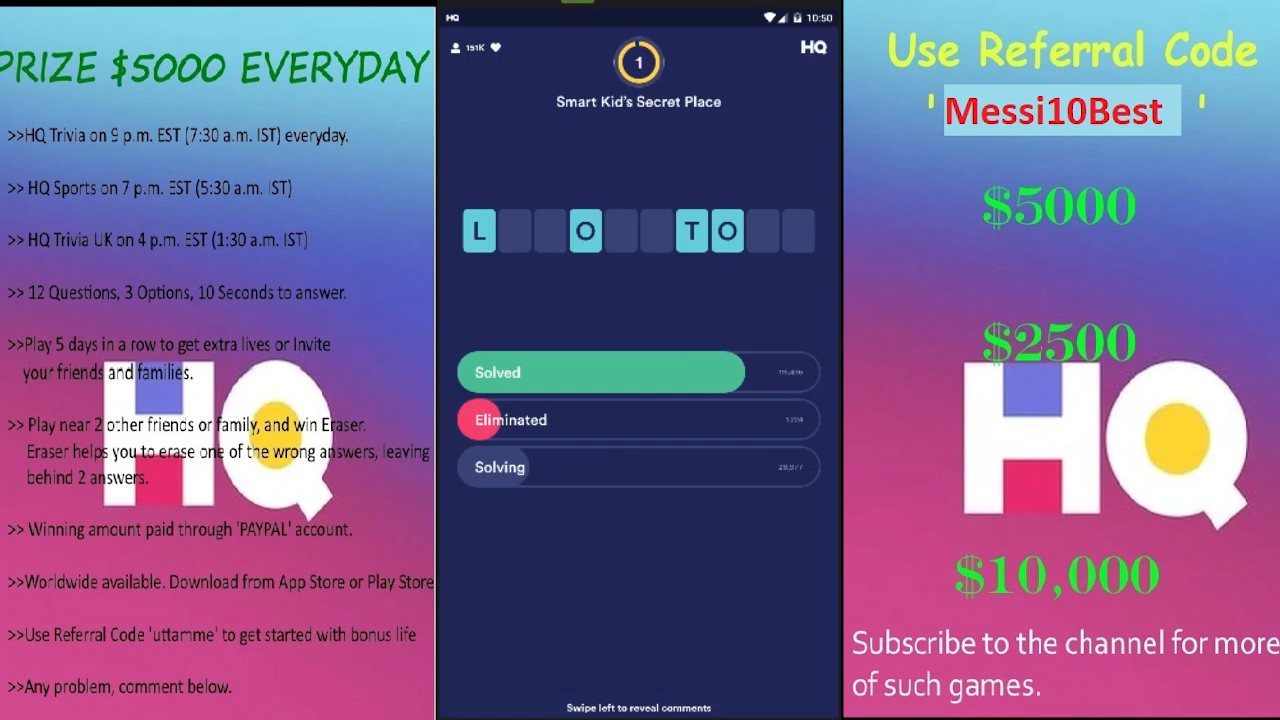 PRIZE $5000 EVERYDAY
>>HQ Trivia on 9 p.m. EST (7:30 a.m. IST) everyday.
>> HQ Sports on 7 p.m. EST (5:30 a.m. IST)
>> HQ Trivia UK on 4 p.m. EST (1:30 a.m. IST)
>> 12 Questions, 3 Options, 10 Seconds to answer.
>>Play 5 days in a row to get extra lives or Invite
your friends and families.
>> Play near 2 other friends or family, and win Eraser.
Eraser helps you to erase one of the wrong answers, leaving
behind 2 answers.
>> Winning amount paid through 'PAYPAL' account.
>>Worldwide available. Download from App Store or Play Store
>>Use Referral Code 'uttamme' to get started with bonus life
>>Any problem, comment below.
HQ
HQ
10:50
151K
HQ
1
Smart Kid's Secret Place
L O T O
Solved
Eliminated
Solving
28,977
Swipe left to reveal comments
Use Referral Code
' Messi10Best '
$5000
$2500
HQ
$10,000
Subscribe to the channel for more
of such games.